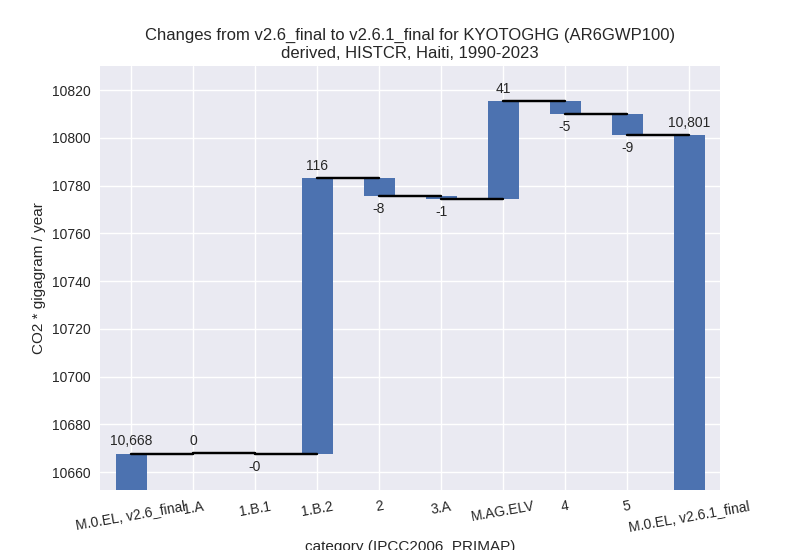 Changes from v2.6_final to v2.6.1_final for KYOTOGHG (AR6GWP100)
derived, HISTCR, Haiti, 1990-2023
CO2 * gigagram / year
10820
10800
10780
10760
10740
10720
10700
10680
10660
10,668
0
-0
116
-8
-1
41
-5
-9
10,801
M.0.EL, v2.6_final
1.A
1.B.1
1.B.2
2
3.A
M.AG.ELV
4
5
M.0.EL, v2.6.1_final
category (IPCC2006_PRIMAP)